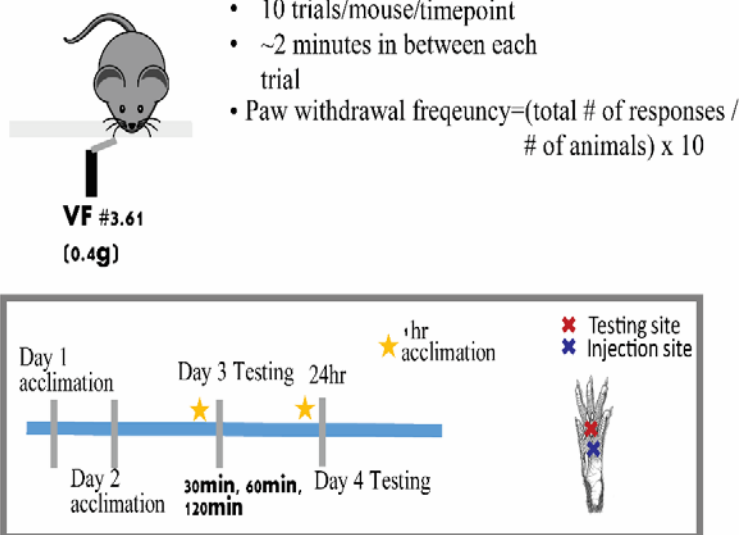 • 10 trials/mouse/timepoint
• ~2 minutes in between each
trial
• Paw withdrawal freqeuncy=(total # of responses /
# of animals) x 10
VF #3.61
(0.4g)
Day 1
acclimation
Day 2
acclimation
Day 3 Testing
30min, 60min,
120min
24hr
Day 4 Testing
hr
acclimation
Testing site
Injection site